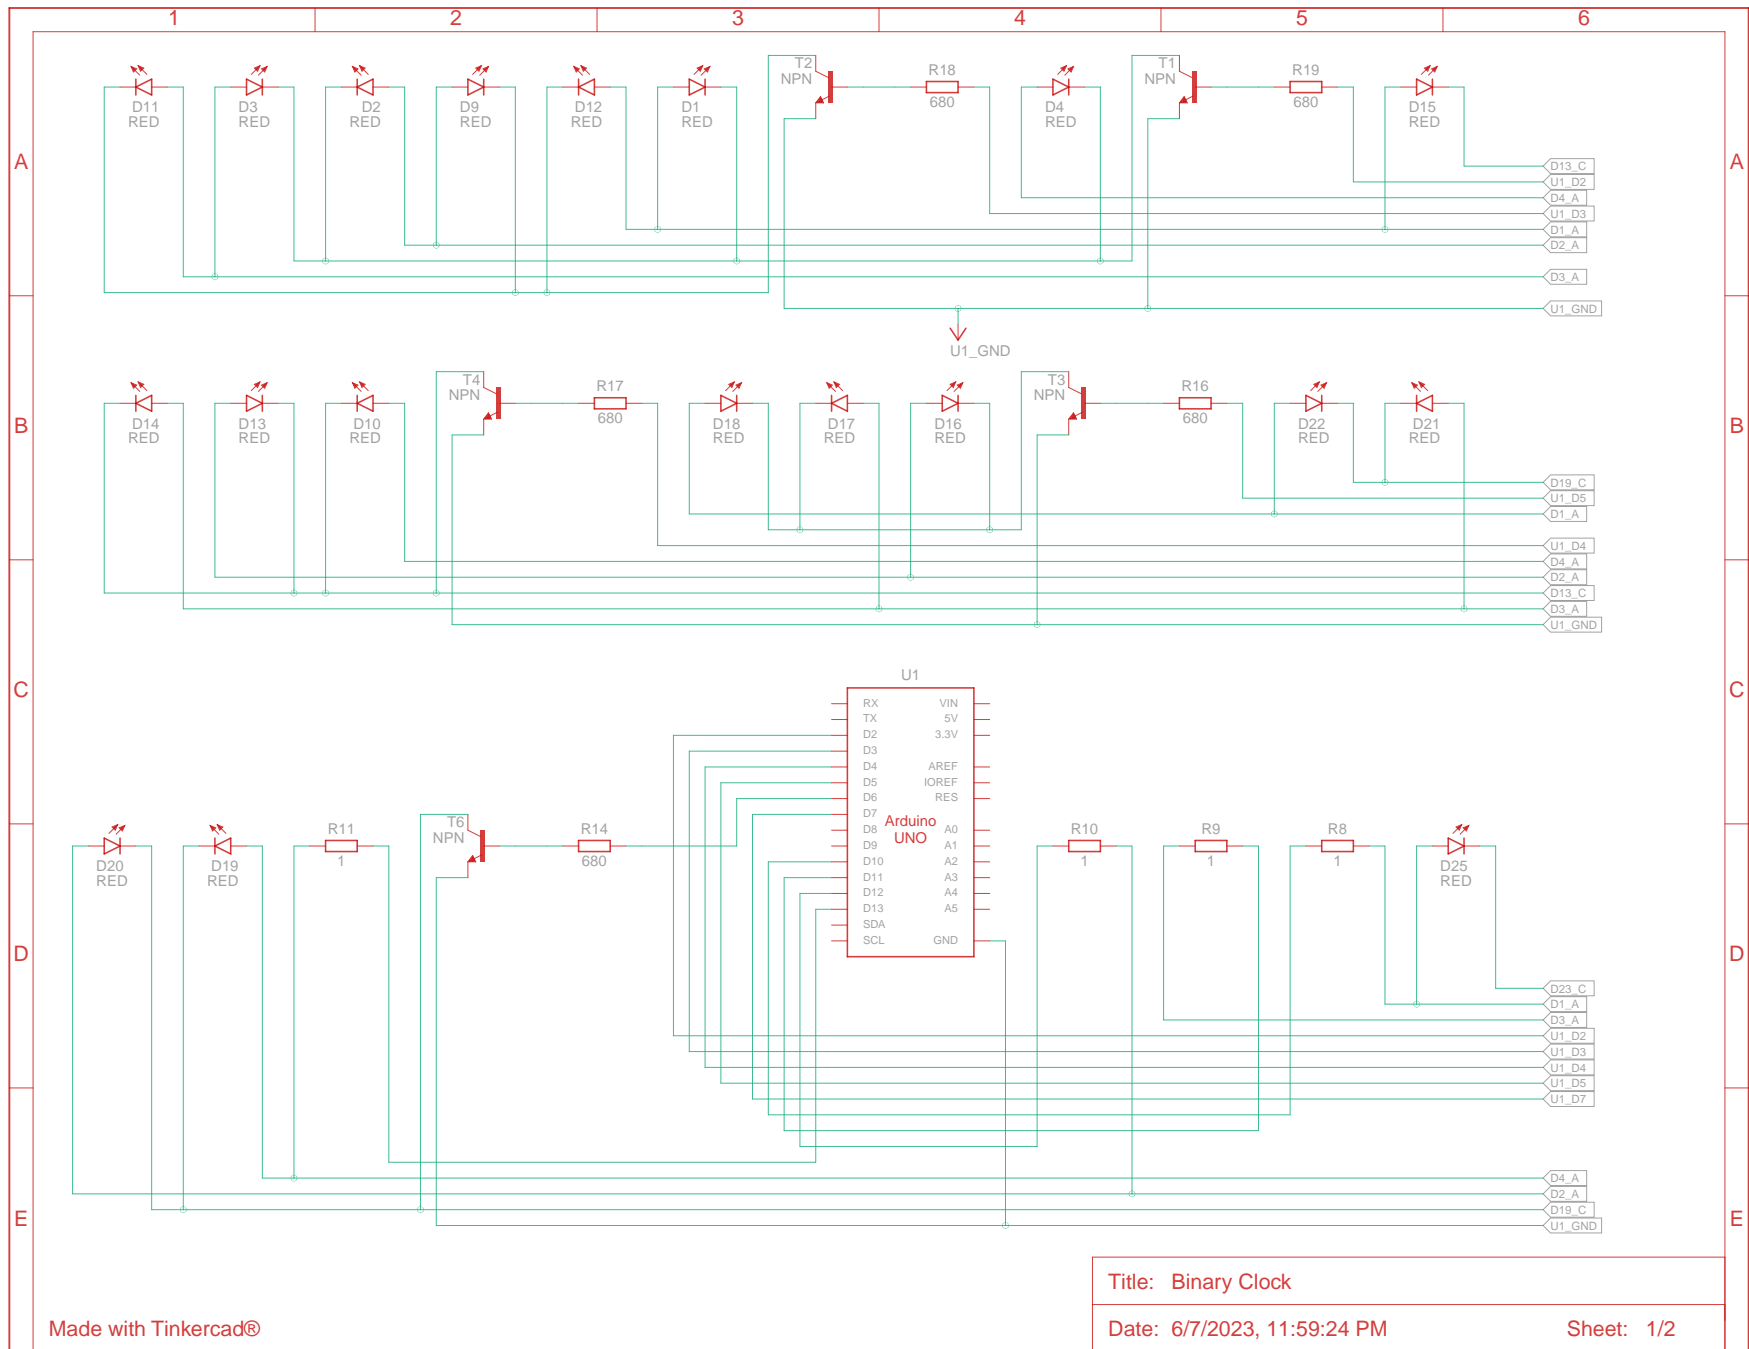 1 2 3 4 5 6
A A
B B
C C
D D
E E
D11
RED
D3
RED
D2
RED
D9
RED
D12
RED
D1
RED
T2
NPN
R18
680
D4
RED
T1
NPN
R19
680
D15
RED
D13_C
U1_D2
D4_A
U1_D3
D1_A
D2_A
D3_A
U1_GND
U1_GND
D14
RED
D13
RED
D10
RED
T4
NPN
R17
680
D18
RED
D17
RED
D16
RED
T3
NPN
R16
680
D22
RED
D21
RED
D19_C
U1_D5
D1_A
U1_D4
D4_A
D2_A
D13_C
D3_A
U1_GND
U1
RX VIN
TX 5V
D2 3.3V
D3
D4 AREF
D5 IOREF
D6 RES
D7
Arduino
UNO
D8 A0
D9 A1
D10 A2
D11 A3
D12 A4
D13 A5
SDA
SCL GND
D20
RED
D19
RED
R11
1
T6
NPN
R14
680
R10
1
R9
1
R8
1
D25
RED
D23_C
D1_A
D3_A
U1_D2
U1_D3
U1_D4
U1_D5
U1_D7
D4_A
D2_A
D19_C
U1_GND
Title: Binary Clock
Made with Tinkercad®
Date: 6/7/2023, 11:59:24 PM Sheet: 1/2